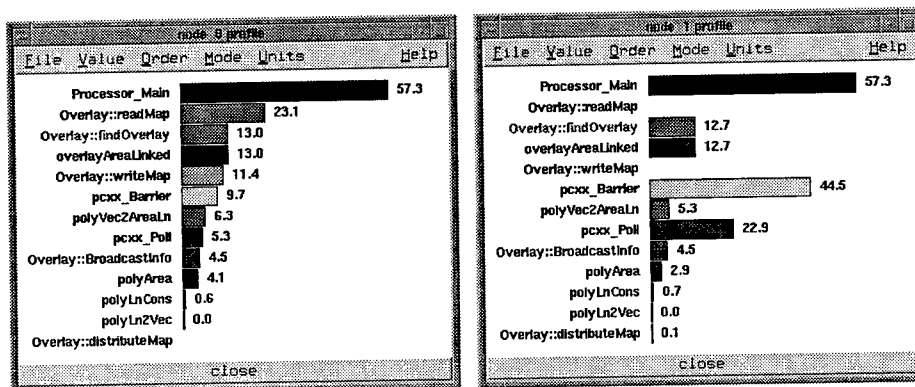 node 0 profile
File Value Order Mode Units Help
Processor_Main 57.3
Overlay::readMap 23.1
Overlay::findOverlay 13.0
overlayAreaLinked 13.0
Overlay::writeMap 11.4
pcxx_Barrier 9.7
polyVec2AreaLn 6.3
pcxx_Poll 5.3
Overlay::BroadcastInfo 4.5
polyArea 4.1
polyLnCons 0.6
polyLn2Vec 0.0
Overlay::distributeMap
close
node 1 profile
File Value Order Mode Units Help
Processor_Main 57.3
Overlay::readMap
Overlay::findOverlay 12.7
overlayAreaLinked 12.7
Overlay::writeMap
pcxx_Barrier 44.5
polyVec2AreaLn 5.3
pcxx_Poll 22.9
Overlay::BroadcastInfo 4.5
polyArea 2.9
polyLnCons 0.7
polyLn2Vec 0.0
Overlay::distributeMap 0.1
close